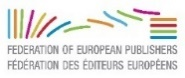 FEDERATION OF EUROPEAN PUBLISHERS
FÉDÉRATION DES ÉDITEURS EUROPÉENS